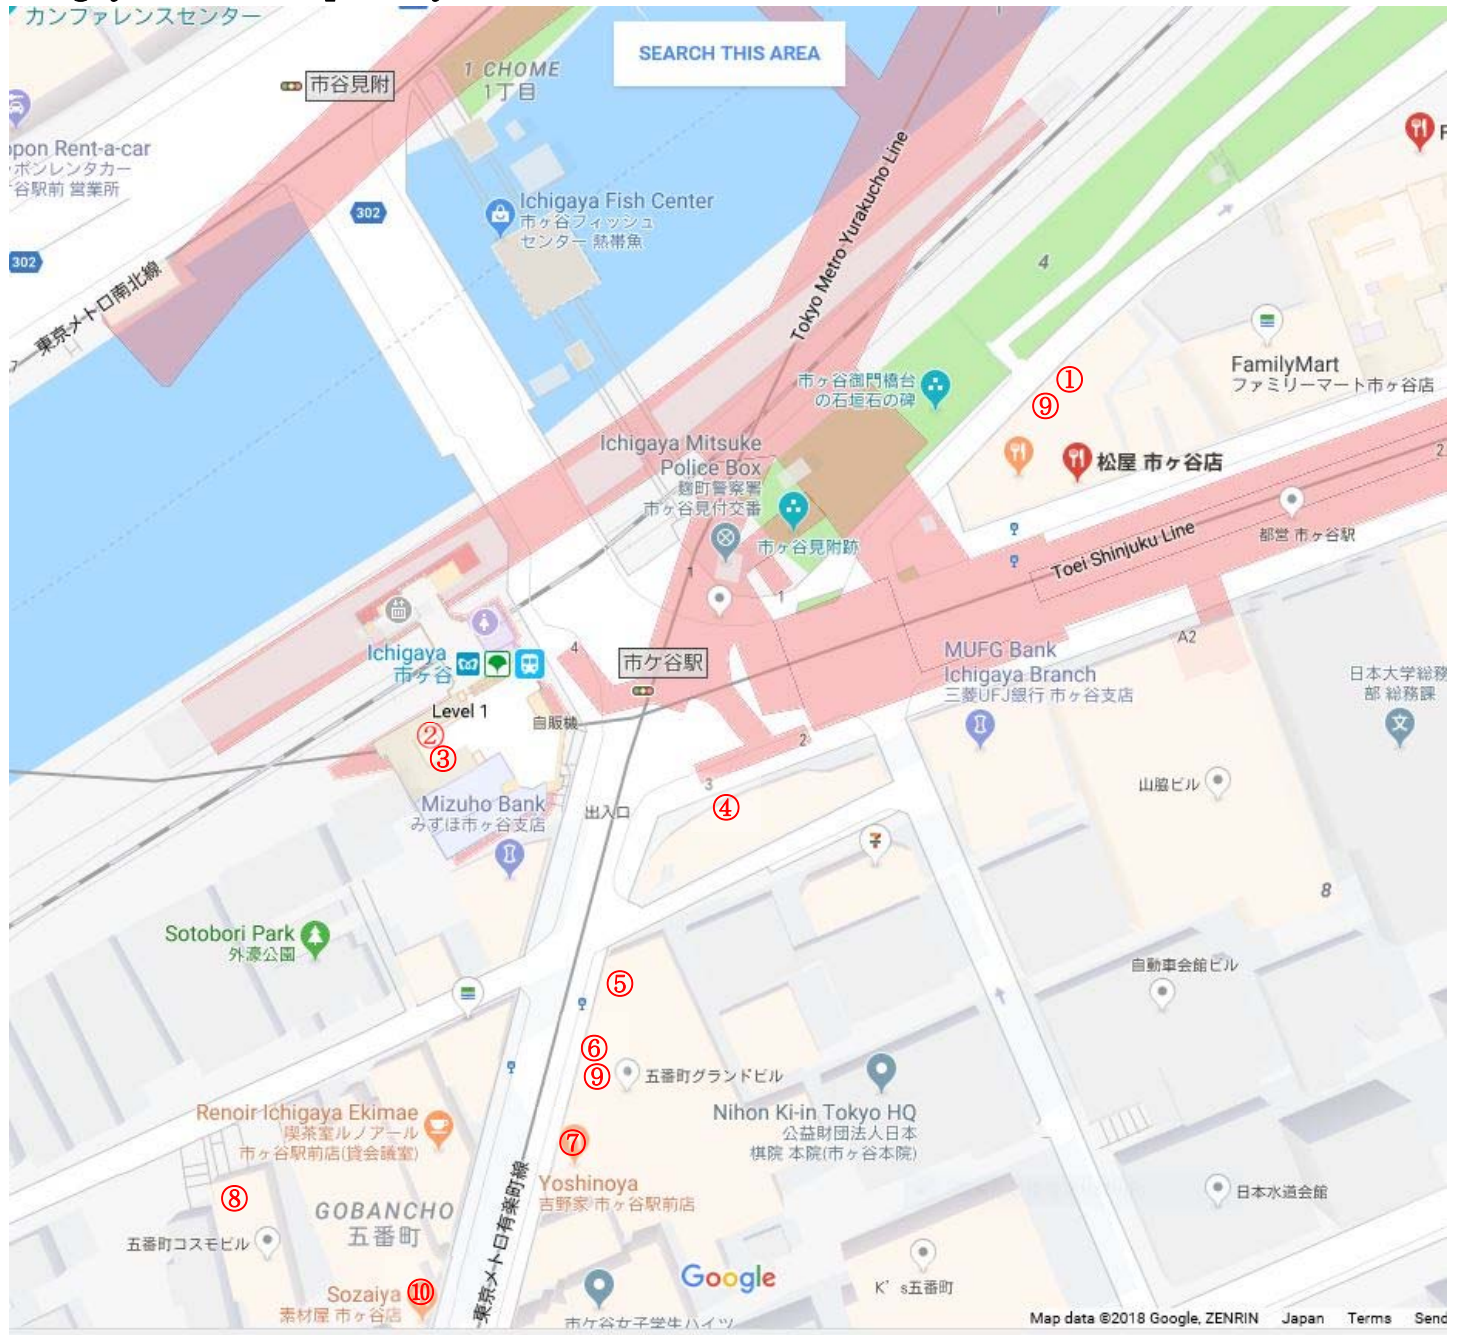 カンファレンスセンター
SEARCH THIS AREA
1 CHOME
1丁目
市谷見附
pon Rent-a-car
ポンレンタカー
谷駅前 営業所
302
302
Ichigaya Fish Center
市ヶ谷フィッシュ
センター 熱帯魚
Tokyo Metro Yurakucho Line
東京メトロ南北線
F
4
FamilyMart
ファミリーマート市ヶ谷店
①
⑨
市ヶ谷御門橋台
の石垣石の碑
Ichigaya Mitsuke
Police Box
麹町警察署
市ヶ谷見付交番
松屋 市ヶ谷店
市ヶ谷見附跡
2
都営 市ヶ谷駅
Toei Shinjuku Line
1
1
A2
Ichigaya
市ヶ谷
4
市ケ谷駅
MUFG Bank
Ichigaya Branch
三菱UFJ銀行 市ヶ谷支店
日本大学総務
部 総務課
Level 1
自販機
②
③
2
3
④
出入口
Mizuho Bank
みずほ市ヶ谷支店
山脇ビル
8
Sotobori Park
外濠公園
自動車会館ビル
⑤
⑥
⑨
五番町グランドビル
Renoir Ichigaya Ekimae
喫茶室ルノアール
市ヶ谷駅前店(貸会議室)
Nihon Ki-in Tokyo HQ
公益財団法人日本
棋院 本院(市ヶ谷本院)
⑦
Yoshinoya
吉野家 市ヶ谷駅前店
⑧
GOBANCHO
五番町
五番町コスモビル
日本水道会館
東京メトロ有楽町線
Sozaiya
素材屋 市ヶ谷店
⑩
Google
K’s五番町
市ケ谷女子学生ハイツ
Map data ©2018 Google, ZENRIN Japan Terms Send